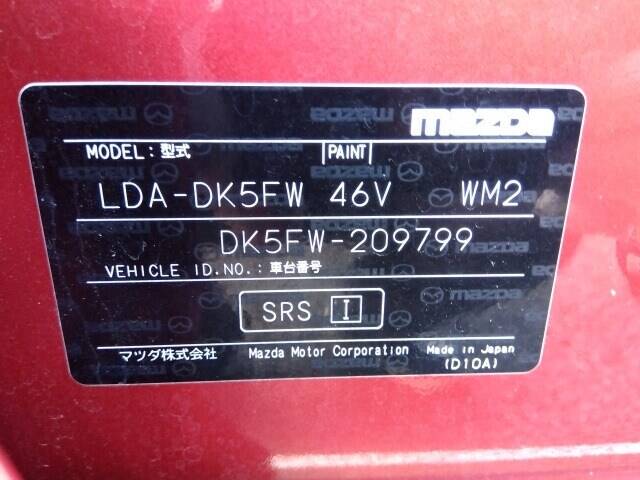 mazda
MODEL:型式 PAINT
LDA-DK5FW 46V WM2
DK5FW-209799
VEHICLE ID.NO.:車台番号
SRS I
マツダ株式会社 Mazda Motor Corporation Made in Japan
(D10A)